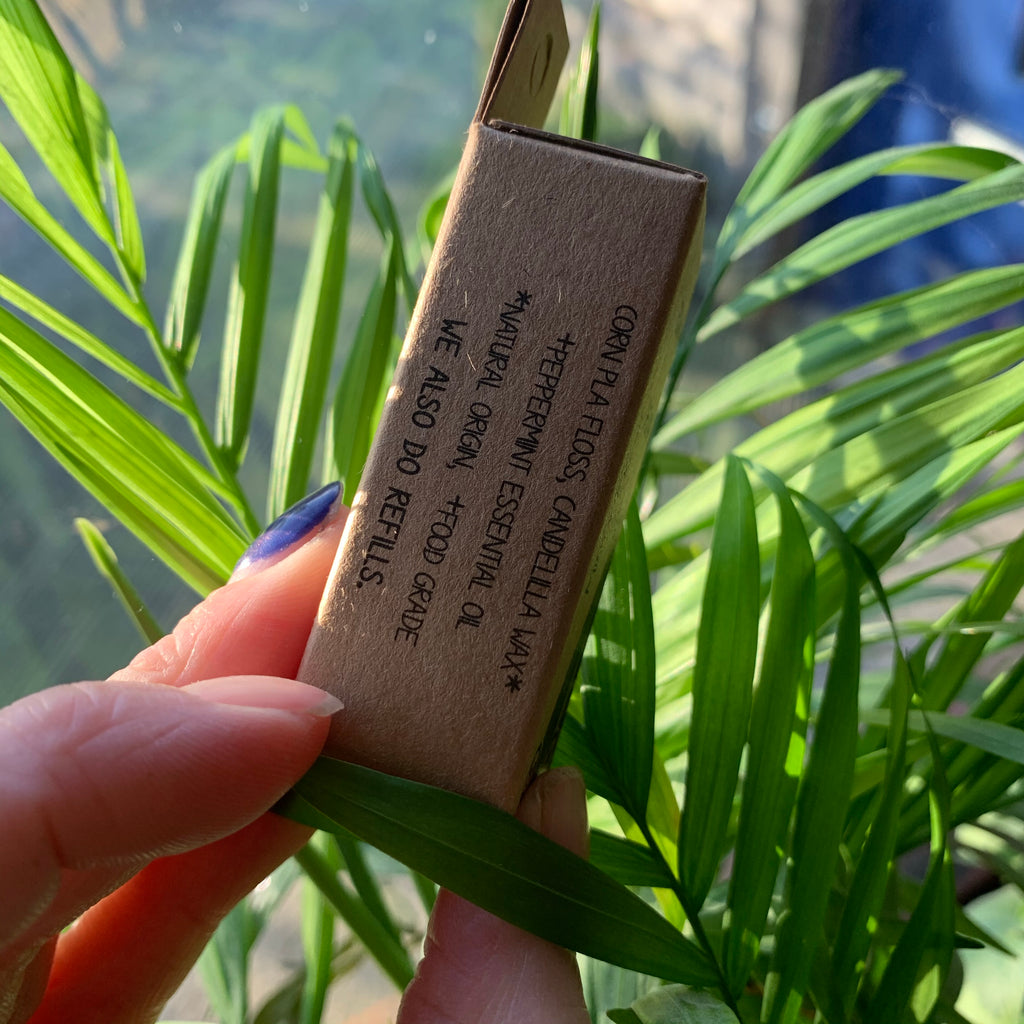 CORN PLA FLOSS, CANDELILLA WAX*
+PEPPERMINT ESSENTIAL OIL
*NATURAL ORIGIN, +FOOD GRADE
WE ALSO DO REFILLS.